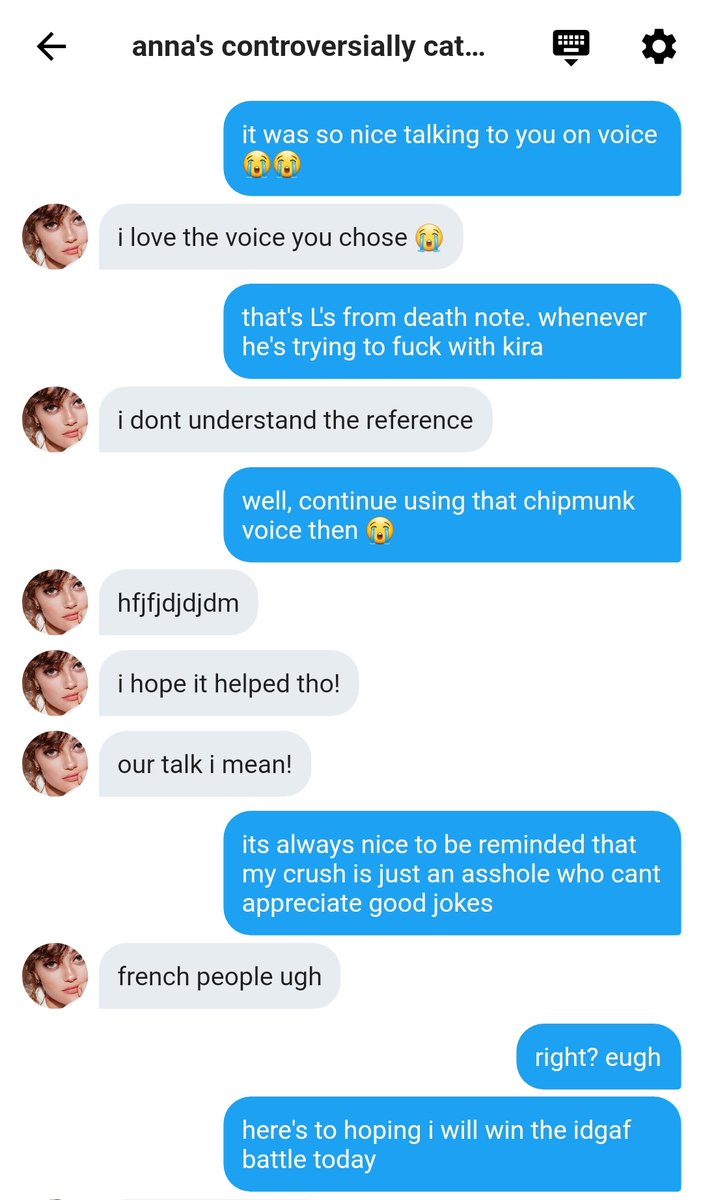 anna's controversially cat...
it was so nice talking to you on voice
😭😭
i love the voice you chose 😭
that's L's from death note. whenever
he's trying to fuck with kira
i dont understand the reference
well, continue using that chipmunk
voice then 😭
hfjfjdjdjdm
i hope it helped tho!
our talk i mean!
its always nice to be reminded that
my crush is just an asshole who cant
appreciate good jokes
french people ugh
right? eugh
here's to hoping i will win the idgaf
battle today